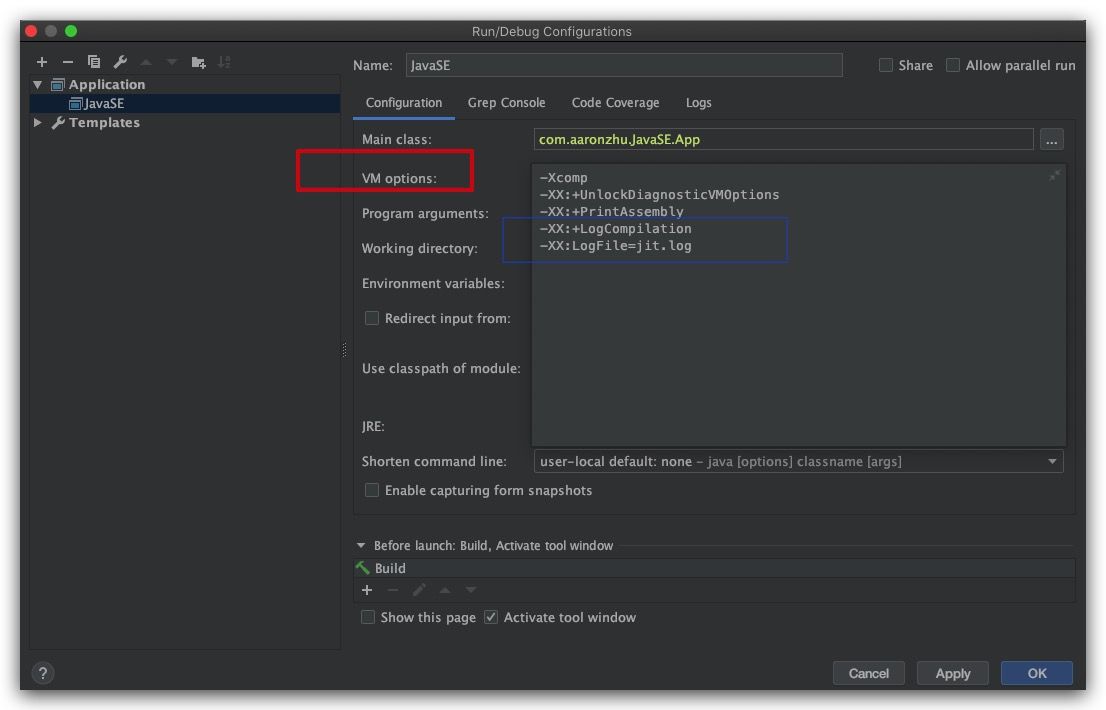 Run/Debug Configurations
Name: JavaSE
Share
Allow parallel run
Application
JavaSE
Templates
Configuration
Grep Console
Code Coverage
Logs
Main class: com.aaronzhu.JavaSE.App ...
VM options:
-Xcomp
-XX:+UnlockDiagnosticVMOptions
-XX:+PrintAssembly
-XX:+LogCompilation
-XX:LogFile=jit.log
Program arguments:
Working directory:
Environment variables:
Redirect input from:
Use classpath of module:
JRE:
Shorten command line: user-local default: none - java [options] classname [args]
Enable capturing form snapshots
Before launch: Build, Activate tool window
Build
Show this page
Activate tool window
?
Cancel
Apply
OK